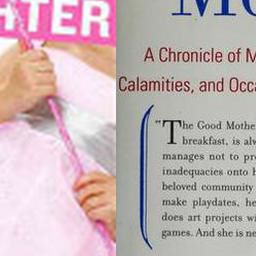 HTER
A Chronicle of M
Calamities, and Occa
"The Good Mothe
breakfast, is alw
manages not to pr
inadequacies onto h
beloved community
make playdates, he
does art projects wi
games. And she is ne